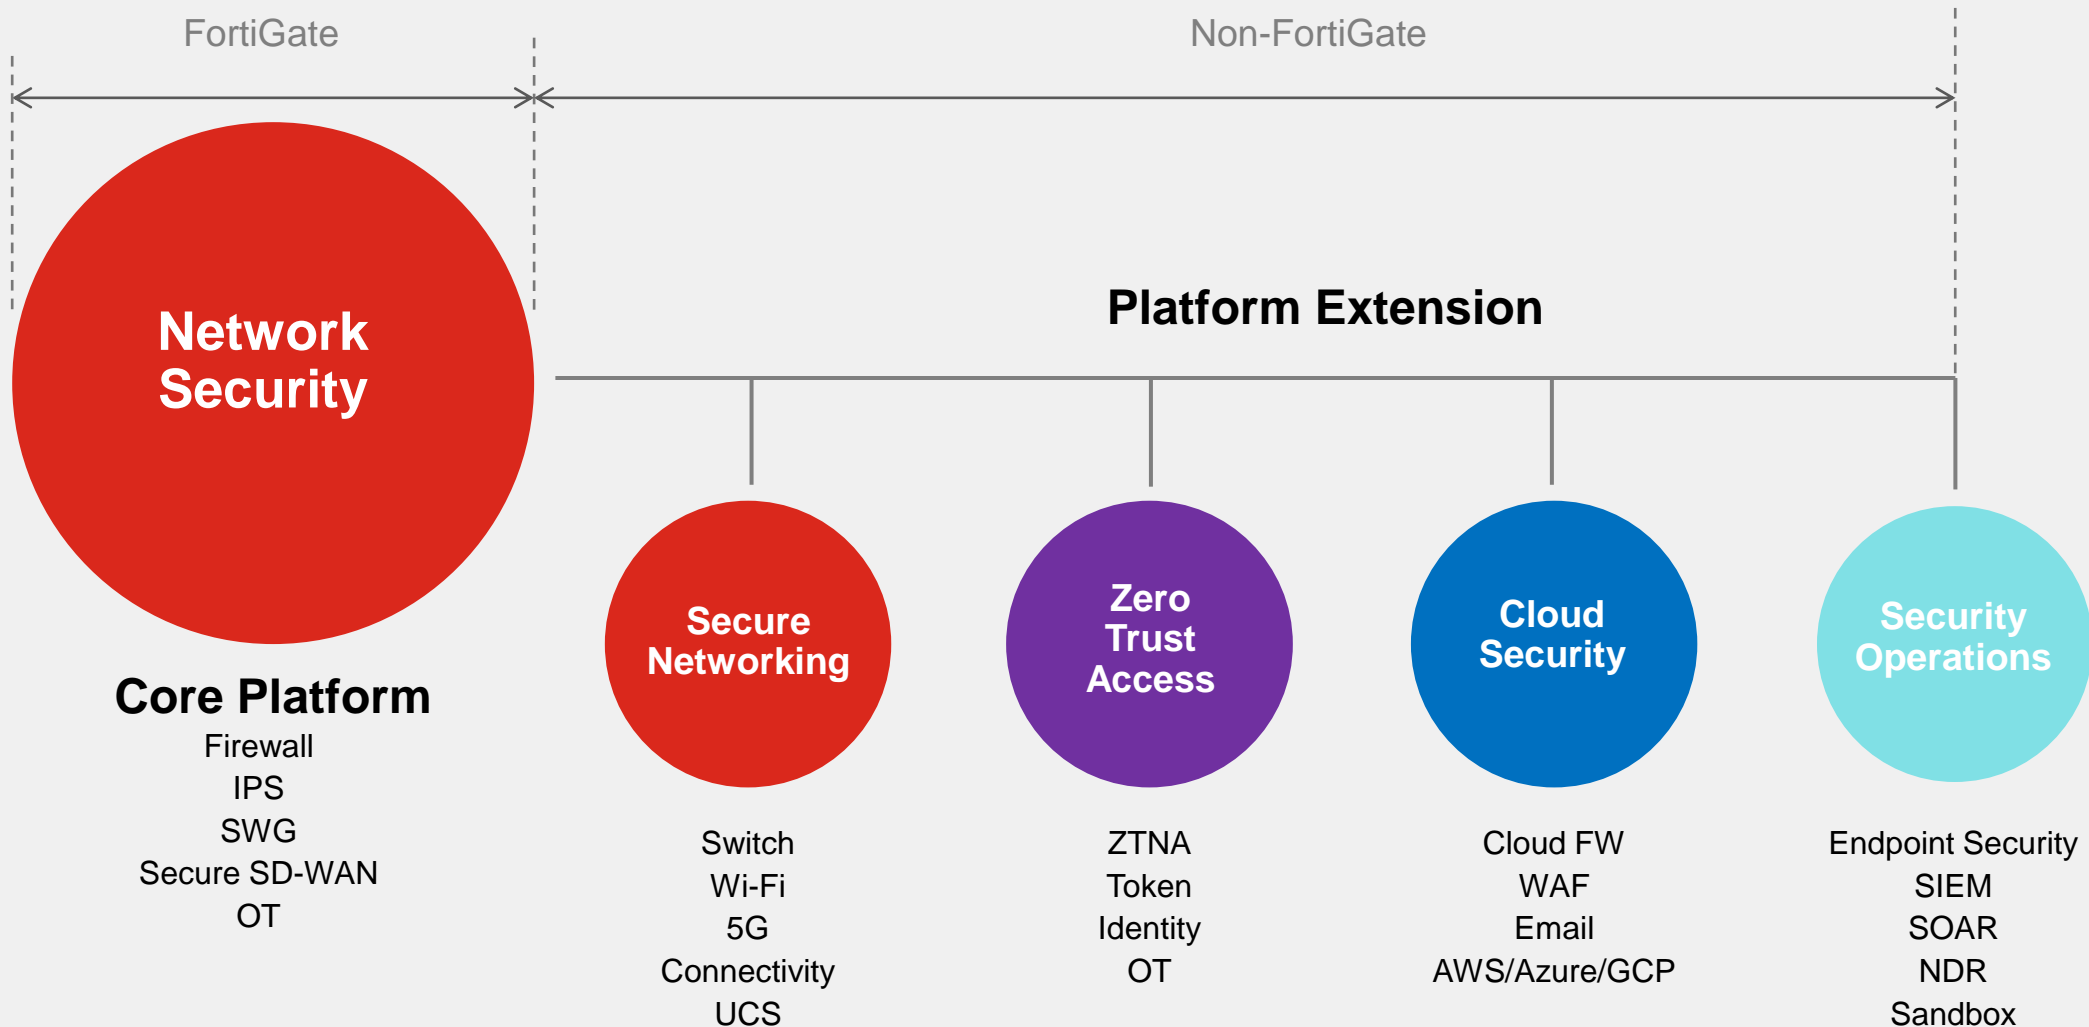 FortiGate
Non-FortiGate
Network
Security
Core Platform
Firewall
IPS
SWG
Secure SD-WAN
OT
Platform Extension
Secure
Networking
Switch
Wi-Fi
5G
Connectivity
UCS
Zero
Trust
Access
ZTNA
Token
Identity
OT
Cloud
Security
Cloud FW
WAF
Email
AWS/Azure/GCP
Security
Operations
Endpoint Security
SIEM
SOAR
NDR
Sandbox